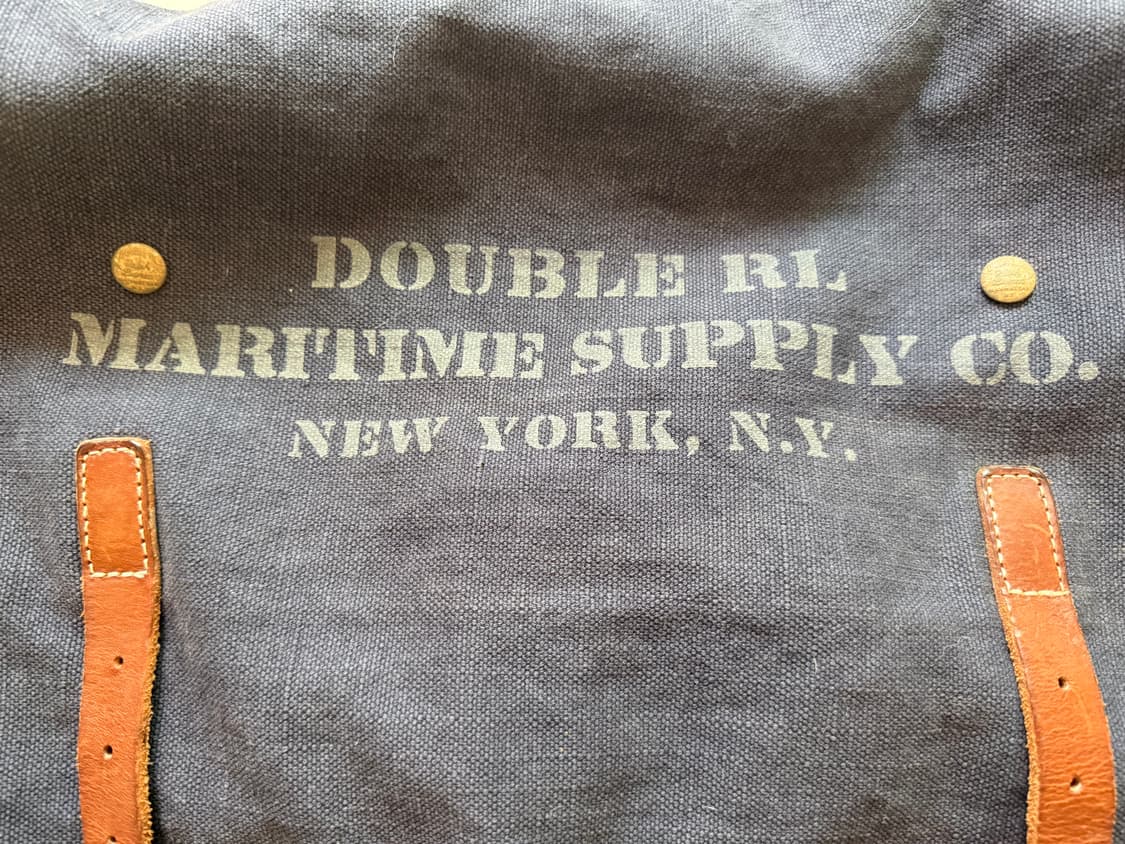 DOUBLE RL
MARITIME SUPPLY CO.
NEW YORK, N.Y.